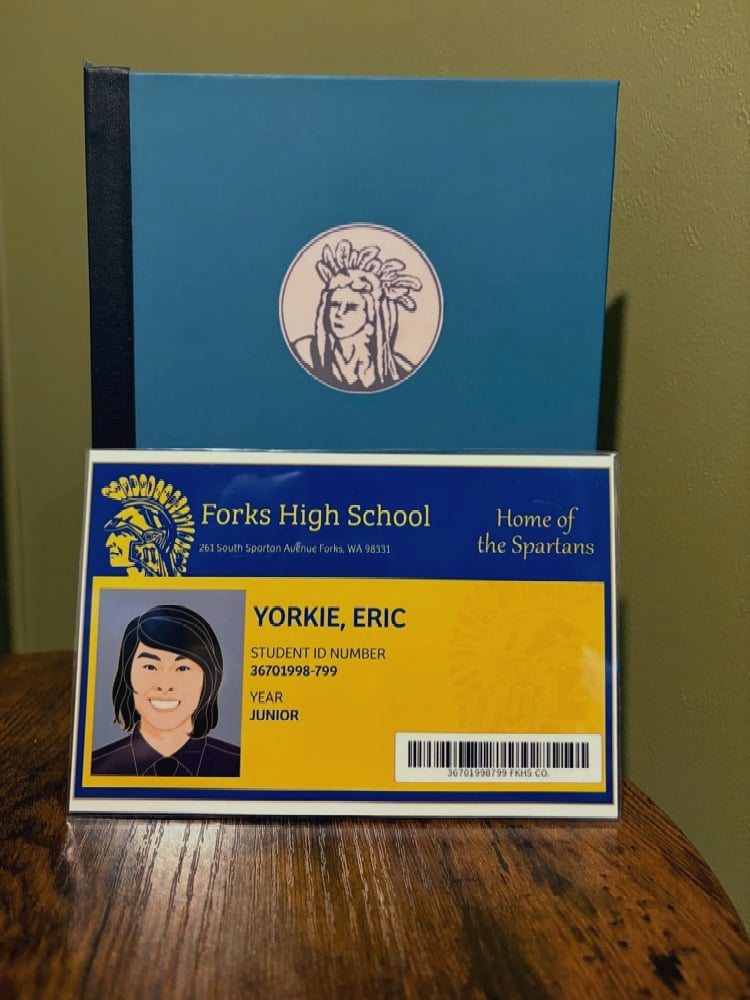 Forks High School
261 South Spartan Avenue Forks, WA 98331
Home of
the Spartans
YORKIE, ERIC
STUDENT ID NUMBER
36701998-799
YEAR
JUNIOR
36701998799 FKHS CO.